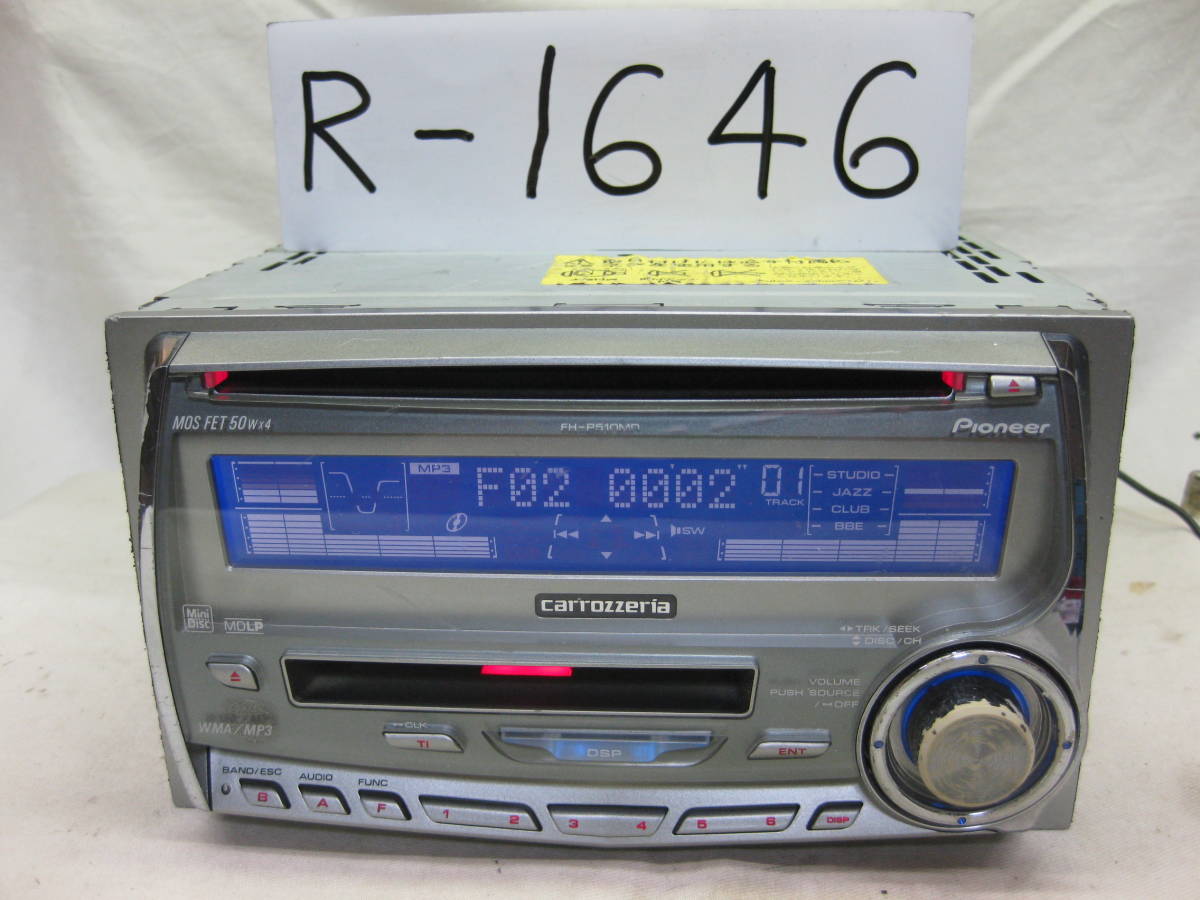 R-1646
MOS FET 50W×4
FH-P510MD
Pioneer
MP3
F02 00'02"
01
TRACK
STUDIO
JAZZ
CLUB
BBE
SW
carrozzeria
Mini Disc
MDLP
TRK/SEEK
DISC/CH
VOLUME
PUSH SOURCE
/ OFF
WMA/MP3
CLK
TI
DSP
ENT
BAND/ESC
AUDIO
FUNC
B
A
F
1 2
3 4
5 6
DISP